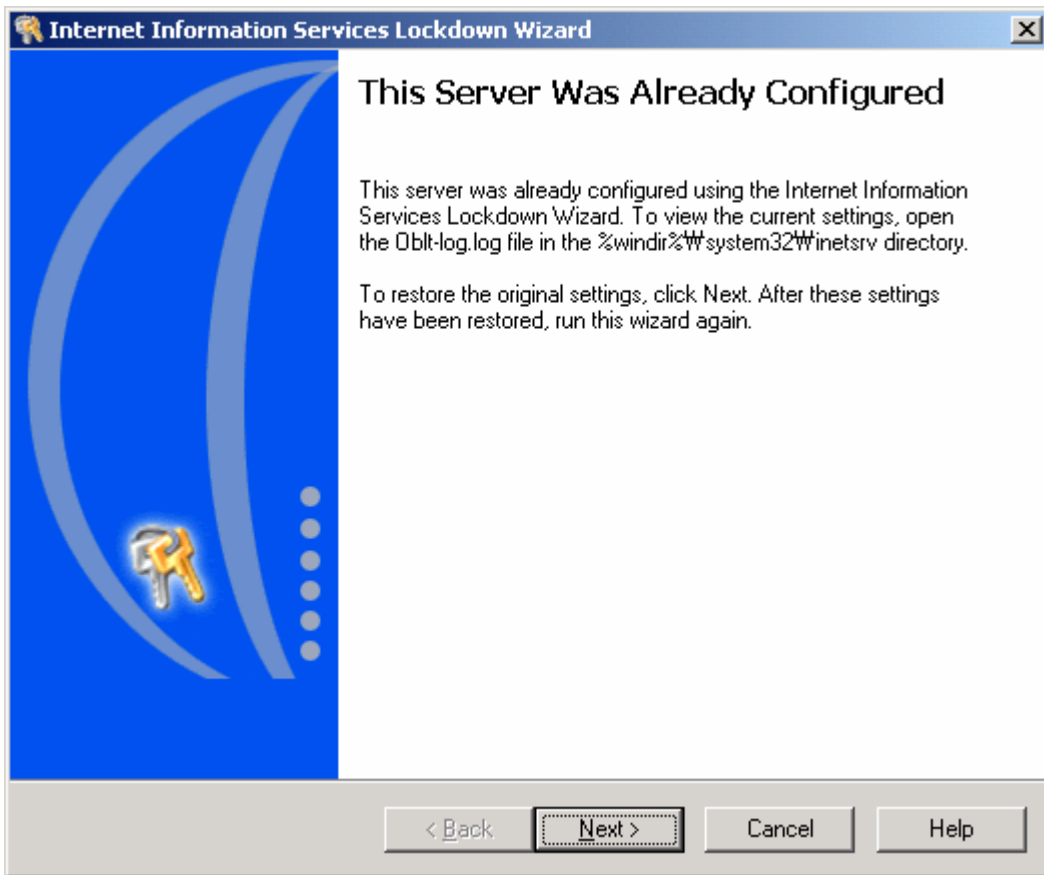 Internet Information Services Lockdown Wizard
This Server Was Already Configured
This server was already configured using the Internet Information
Services Lockdown Wizard. To view the current settings, open
the Oblt-log.log file in the %windir%₩system32₩inetsrv directory.
To restore the original settings, click Next. After these settings
have been restored, run this wizard again.
< Back
Next >
Cancel
Help